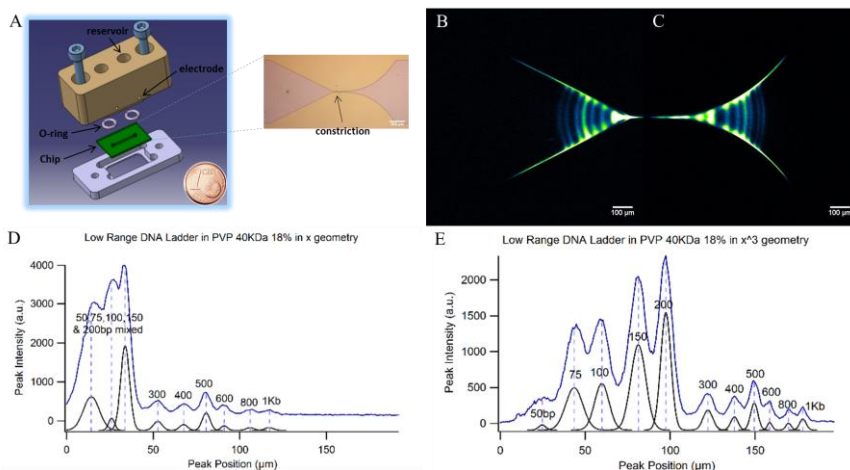 A
reservoir
electrode
O-ring
Chip
constriction
B
C
100 µm
100 µm
D
Low Range DNA Ladder in PVP 40KDa 18% in x geometry
Peak Intensity (a.u.)
4000
3000
2000
1000
0
50,75,100,150
& 200bp mixed
300
400
500
600
800
1Kb
0
50
100
150
Peak Position (µm)
E
Low Range DNA Ladder in PVP 40KDa 18% in x^3 geometry
Peak Intensity (a.u.)
2000
1500
1000
500
0
50bp
75
100
150
200
300
400
500
600
800
1Kb
0
50
100
150
Peak Position (µm)